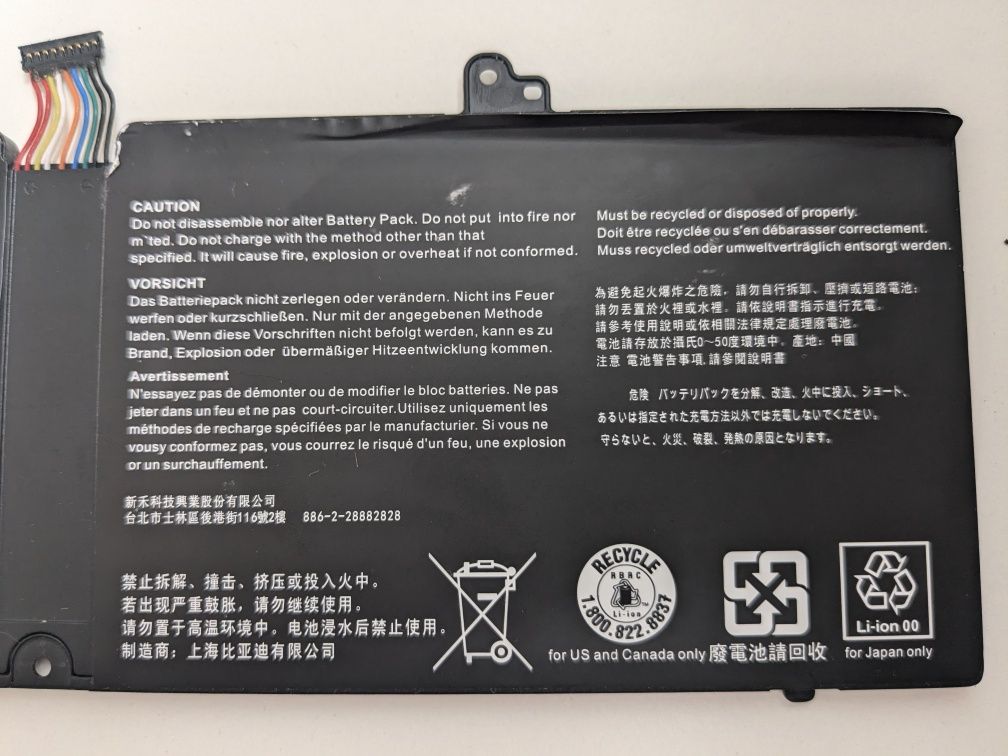 CAUTION
Do not disassemble nor alter Battery Pack. Do not put into fire nor
m`ted. Do not charge with the method other than that
specified. It will cause fire, explosion or overheat if not conformed.
VORSICHT
Das Batteriepack nicht zerlegen oder verändern. Nicht ins Feuer
werfen oder kurzschließen. Nur mit der angegebenen Methode
laden. Wenn diese Vorschriften nicht befolgt werden, kann es zu
Brand, Explosion oder übermäßiger Hitzeentwicklung kommen.
Avertissement
N'essayez pas de démonter ou de modifier le bloc batteries. Ne pas
jeter dans un feu et ne pas court-circuiter.Utilisez uniquement les
méthodes de recharge spécifiées par le manufacturier. Si vous ne
vousy conformez pas, vous courrez le risqué d'un feu, une explosion
or un surchauffement.
新禾科技興業股份有限公司
台北市士林區後港街116號2樓 886-2-28882828
Must be recycled or disposed of properly.
Doit être recyclée ou s'en débarasser correctement.
Muss recycled oder umweltverträglich entsorgt werden.
為避免起火爆炸之危險，請勿自行拆卸、壓擠或短路電池；
請勿丟置於火裡或水裡。請依說明書指示進行充電。
請參考使用說明或依相關法律規定處理廢電池。
電池請存放於攝氏0~50度環境中。產地：中國
注意 電池警告事項,請參閱說明書
危険 バッテリパックを分解、改造、火中に投入、ショート、
あるいは指定された充電方法以外では充電しないでください。
守らないと、火災、破裂、発熱の原因となります。
禁止拆解、撞击、挤压或投入火中。
若出现严重鼓胀，请勿继续使用。
请勿置于高温环境中。电池浸水后禁止使用。
制造商：上海比亚迪有限公司
RECYCLE
RBRC
Li-ion
TM
1.800.822.8837
for US and Canada only
廢電池請回收
Li-ion 00
for Japan only